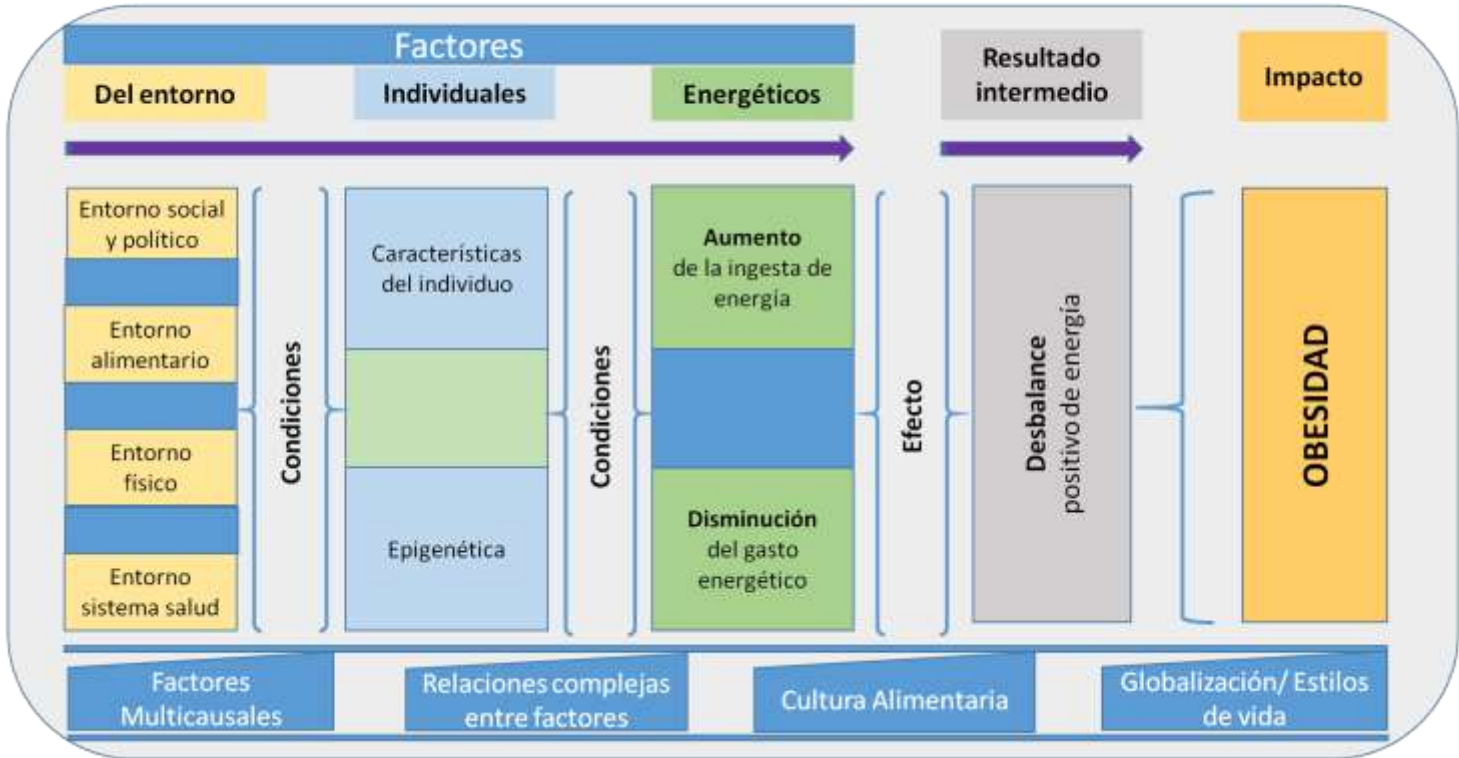 Factores
Del entorno
Individuales
Energéticos
Resultado
intermedio
Impacto
Entorno social
y político
Entorno
alimentario
Entorno
físico
Entorno
sistema salud
Condiciones
Características
del individuo
Epigenética
Condiciones
Aumento
de la ingesta de
energía
Disminución
del gasto
energético
Efecto
Desbalance
positivo de energía
OBESIDAD
Factores
Multicausales
Relaciones complejas
entre factores
Cultura Alimentaria
Globalización/ Estilos
de vida